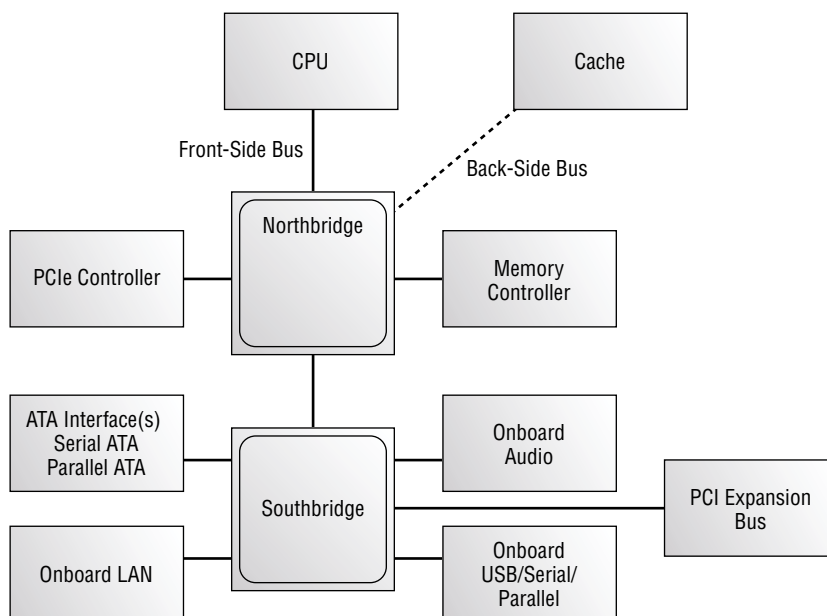 CPU
Cache
Front-Side Bus
Back-Side Bus
Northbridge
PCIe Controller
Memory
Controller
ATA Interface(s)
Serial ATA
Parallel ATA
Onboard
Audio
Southbridge
PCI Expansion
Bus
Onboard LAN
Onboard
USB/Serial/
Parallel